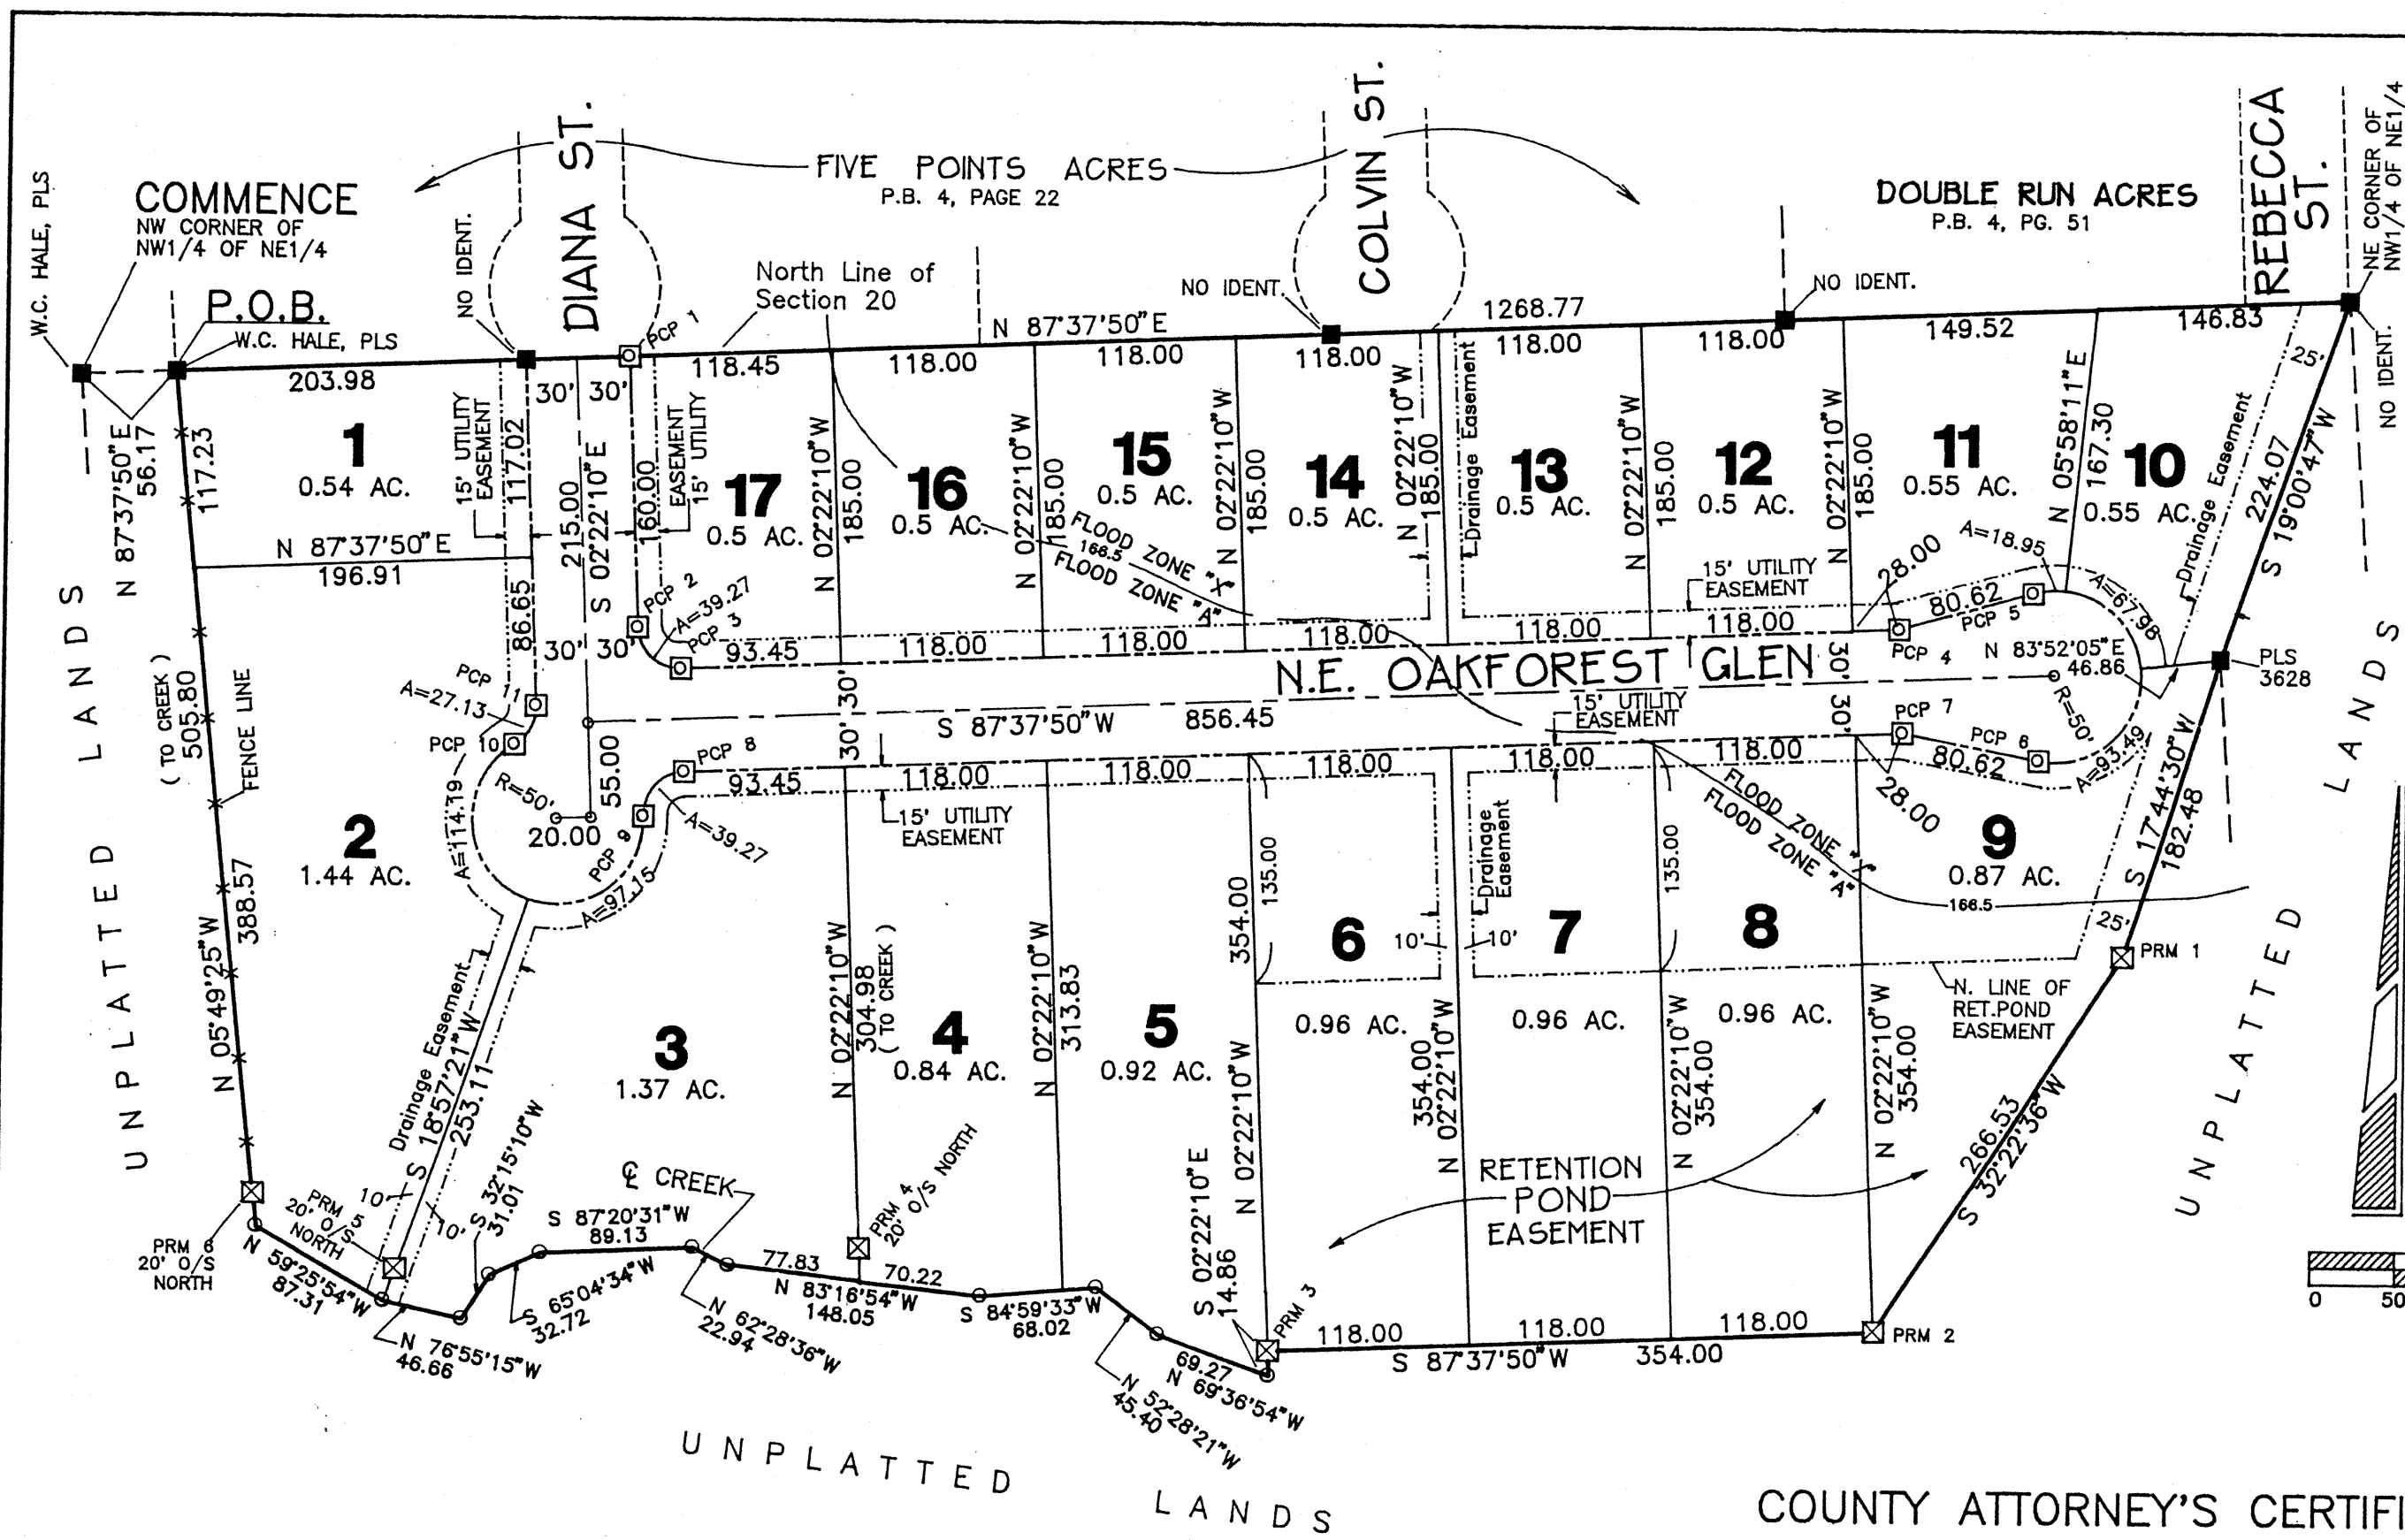 DIANA ST.
COLVIN ST.
REBECCA
ST.
NE CORNER OF
NW1/4 OF NE1/4
NO IDENT.
FIVE POINTS ACRES
P.B. 4, PAGE 22
DOUBLE RUN ACRES
P.B. 4, PG. 51
W.C. HALE, PLS
COMMENCE
NW CORNER OF
NW1/4 OF NE1/4
P.O.B.
W.C. HALE, PLS
NO IDENT.
North Line of
Section 20
NO IDENT.
NO IDENT.
PCP 1
N 87°37'50"E
1268.77
203.98
30' 30'
118.45
118.00
118.00
118.00
118.00
118.00
149.52
146.83
25'
N 87°37'50"E
56.17
117.23
1
0.54 AC.
15' UTILITY
EASEMENT
117.02
215.00
S 02°22'10"E
160.00
EASEMENT
15' UTILITY
17
0.5 AC.
N 02°22'10"W
185.00
16
0.5 AC.
N 02°22'10"W
185.00
15
0.5 AC.
N 02°22'10"W
185.00
14
0.5 AC.
N 02°22'10"W
185.00
Drainage Easement
13
0.5 AC.
N 02°22'10"W
185.00
12
0.5 AC.
N 02°22'10"W
185.00
11
0.55 AC.
N 05°58'11"E
167.30
10
0.55 AC.
Drainage Easement
224.07
S 19°00'47"W
N 87°37'50"E
196.91
FLOOD ZONE "X"
166.5
FLOOD ZONE "A"
86.65
30' 30'
PCP 2
A=39.27
PCP 3
93.45
118.00
118.00
118.00
118.00
118.00
15' UTILITY
EASEMENT
28.00
A=18.95
80.62
PCP 5
A=67.98
PCP 4
N 83°52'05"E
46.86
PLS
3628
N.E. OAKFOREST GLEN
30'
30'
30'
30'
S 87°37'50"W
856.45
15' UTILITY
EASEMENT
R=50'
PCP 7
PCP 6
80.62
A=93.49
28.00
UNPLATTED LANDS
( TO CREEK )
505.80
FENCE LINE
PCP 11
A=27.13
PCP 10
A=114.19
R=50'
20.00
55.00
PCP 8
PCP 9
A=39.27
A=97.15
93.45
118.00
118.00
118.00
118.00
118.00
15' UTILITY
EASEMENT
2
1.44 AC.
N 05°49'25"W
388.57
Drainage Easement
S 18°57'21"W
253.11
10'
10'
3
1.37 AC.
N 02°22'10"W
304.98
( TO CREEK )
4
0.84 AC.
N 02°22'10"W
313.83
5
0.92 AC.
354.00
N 02°22'10"W
135.00
6
0.96 AC.
Drainage
Easement
10'
10'
354.00
N 02°22'10"W
7
0.96 AC.
135.00
N 02°22'10"W
354.00
8
0.96 AC.
N 02°22'10"W
354.00
FLOOD ZONE "X"
FLOOD ZONE "A"
9
0.87 AC.
166.5
25'
S 17°44'30"W
182.48
PRM 1
N. LINE OF
RET.POND
EASEMENT
266.53
S 32°22'36"W
UNPLATTED LANDS
RETENTION
POND
EASEMENT
PRM 6
20' O/S
NORTH
PRM 5
20' O/S
NORTH
N 59°25'54"W
87.31
N 76°55'15"W
46.66
S 32°15'10"W
31.01
S 65°04'34"W
32.72
S 87°20'31"W
89.13
℄ CREEK
N 62°28'36"W
22.94
PRM 4
20' O/S NORTH
77.83
70.22
N 83°16'54"W
148.05
S 84°59'33"W
68.02
N 52°28'21"W
45.40
69.27
N 69°36'54"W
S 02°22'10"E
14.86
PRM 3
118.00
118.00
118.00
S 87°37'50"W
354.00
PRM 2
0
50
UNPLATTED LANDS
COUNTY ATTORNEY'S CERTIFI